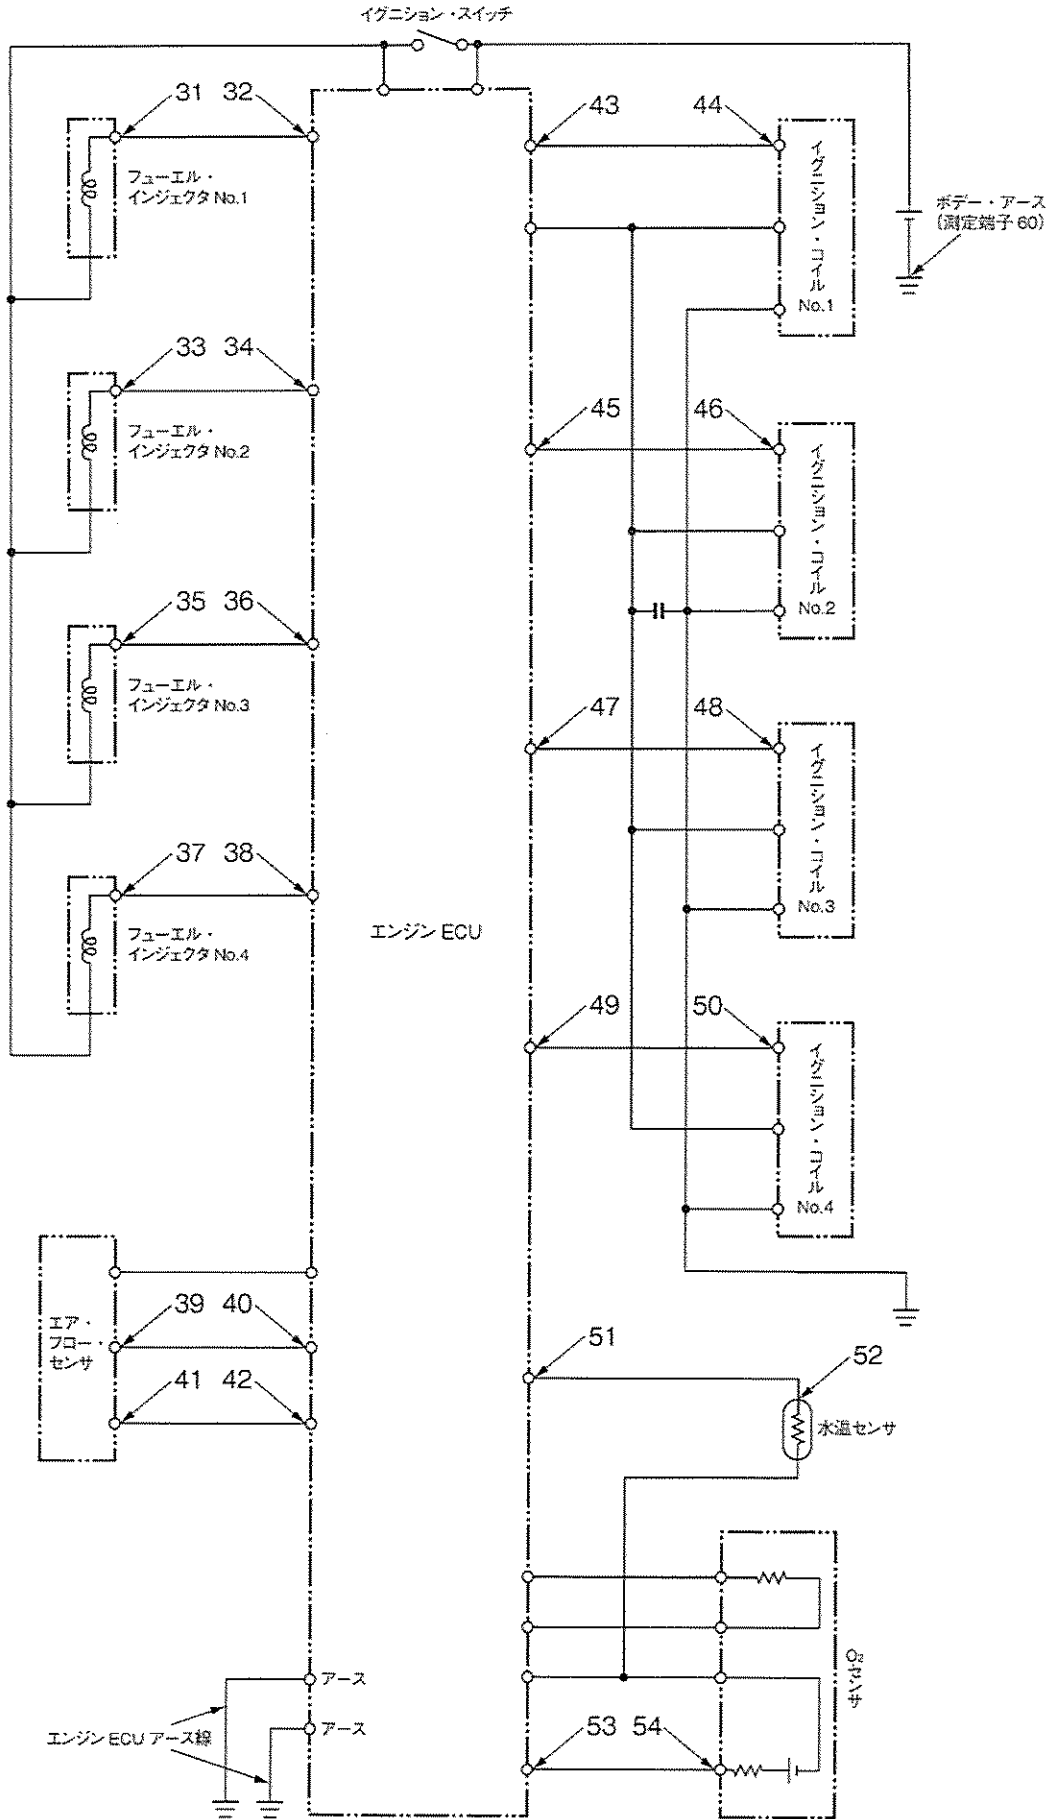 イグニション・スイッチ
31 32
フューエル・
インジェクタ No.1
33 34
フューエル・
インジェクタ No.2
35 36
フューエル・
インジェクタ No.3
37 38
フューエル・
インジェクタ No.4
エンジン ECU
43 44
イグニション・コイル
No.1
ボデー・アース
(測定端子 60)
45 46
イグニション・コイル
No.2
47 48
イグニション・コイル
No.3
49 50
イグニション・コイル
No.4
エア・
フロー・
センサ
39 40
41 42
51
52
水温センサ
O₂センサ
53 54
アース
アース
エンジン ECU アース線